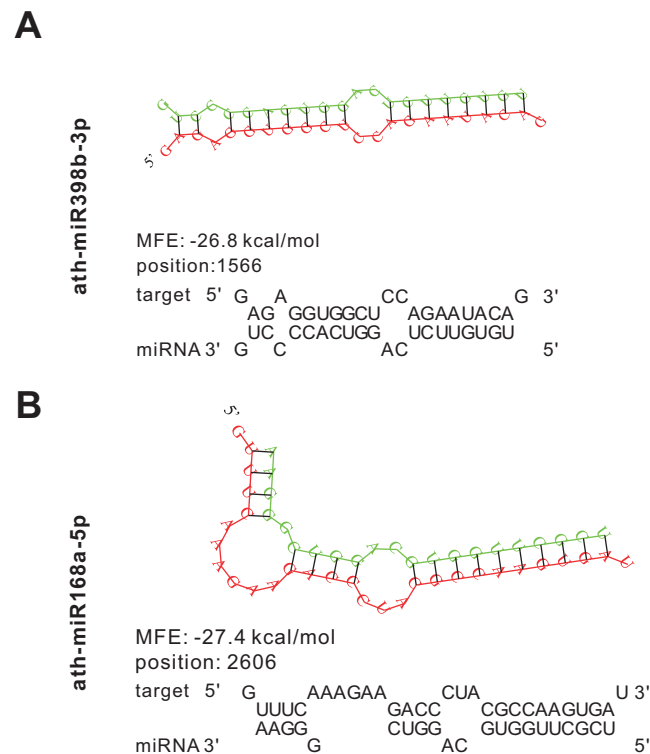 A
ath-miR398b-3p
5'
MFE: -26.8 kcal/mol
position:1566
target 5' G A CC G 3'
AG GGUGGCU AGAAUACA
UC CCACUGG UCUUGUGU
miRNA 3' G C AC 5'
B
ath-miR168a-5p
5'
MFE: -27.4 kcal/mol
position: 2606
target 5' G AAAGAA CUA U 3'
UUUC GACC CGCCAAGUGA
AAGG CUGG GUGGUUCGCU
miRNA 3' G AC 5'